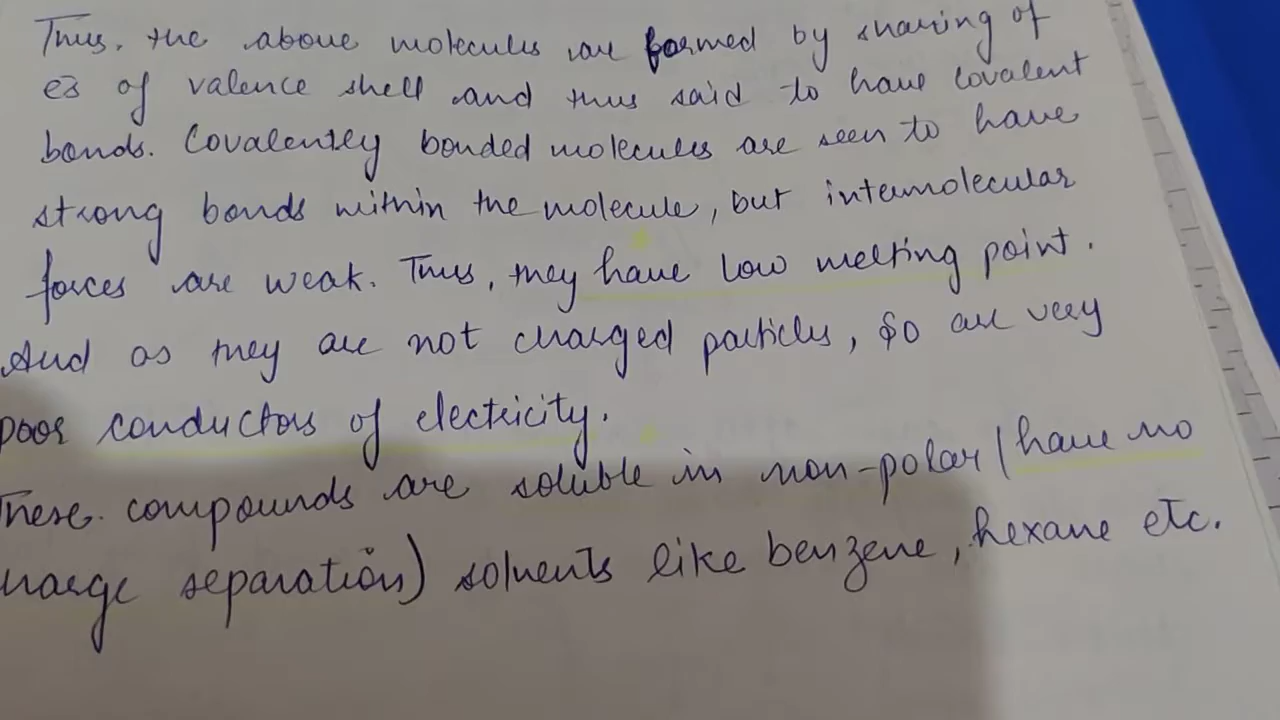 Thus, the above molecules are formed by sharing of
es of valence shell and thus said to have covalent
bonds. Covalently bonded molecules are seen to have
strong bonds within the molecule, but intermolecular
forces are weak. Thus, they have low melting point.
And as they are not charged particles, so are very
poor conductors of electricity.
These compounds are soluble in non-polar (have no
harge separation) solvents like benzene, hexane etc.